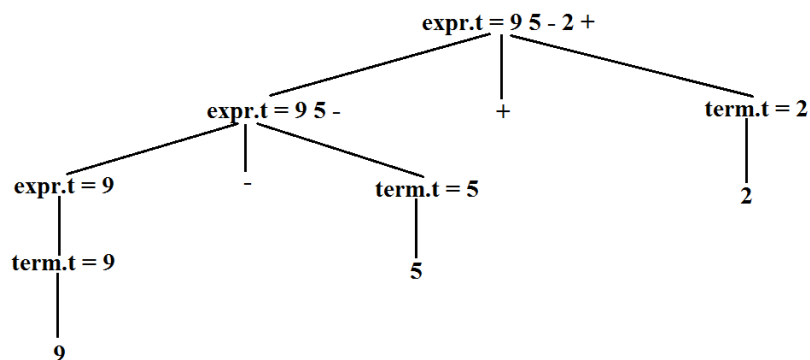 expr.t = 9 5 - 2 +
expr.t = 9 5 -
+
term.t = 2
expr.t = 9
-
term.t = 5
2
term.t = 9
5
9